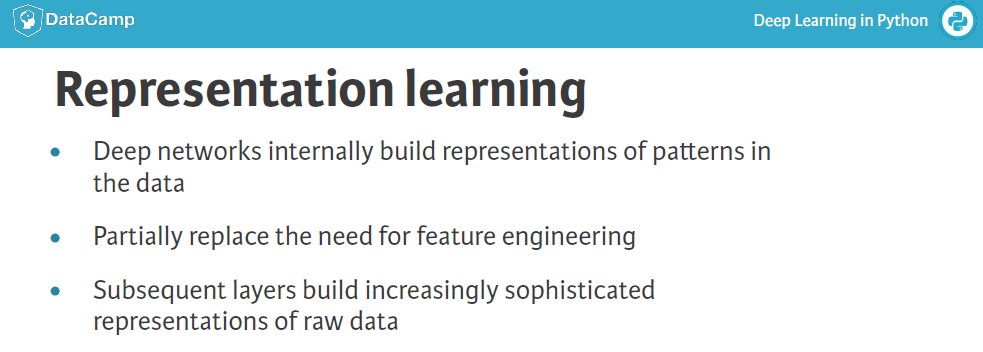 DataCamp
Deep Learning in Python
Representation learning
• Deep networks internally build representations of patterns in
the data
• Partially replace the need for feature engineering
• Subsequent layers build increasingly sophisticated
representations of raw data